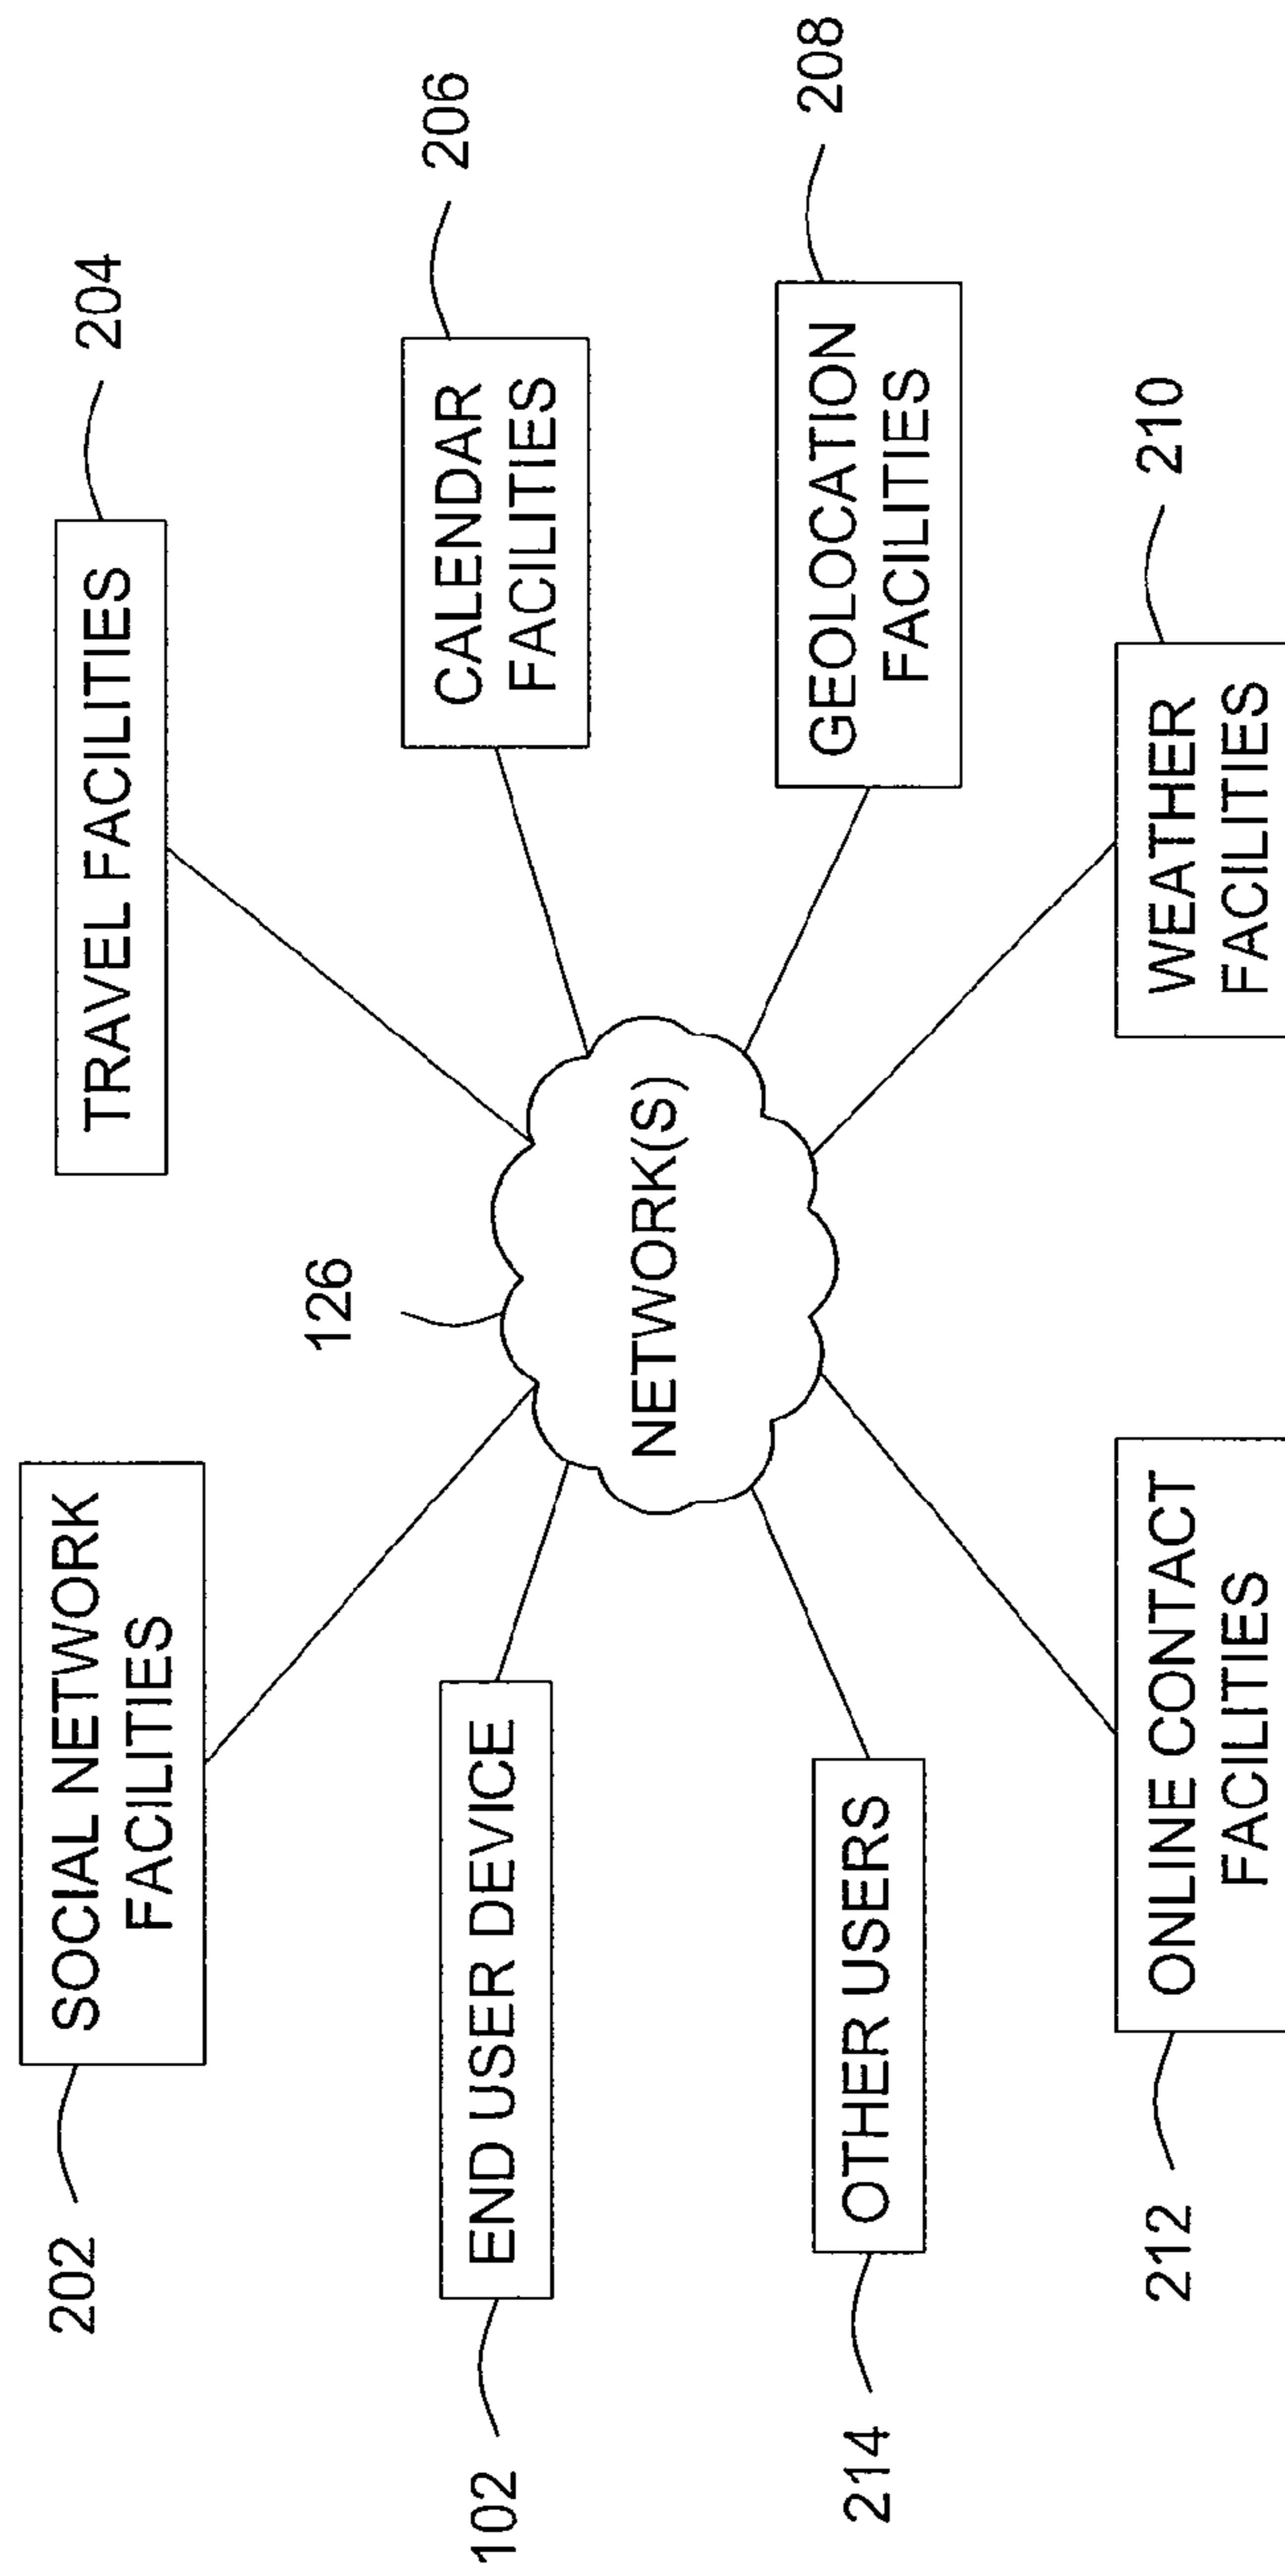 202
SOCIAL NETWORK
FACILITIES
126
TRAVEL FACILITIES
204
102
END USER DEVICE
NETWORK(S)
CALENDAR
FACILITIES
206
214
OTHER USERS
GEOLOCATION
FACILITIES
208
212
ONLINE CONTACT
FACILITIES
WEATHER
FACILITIES
210